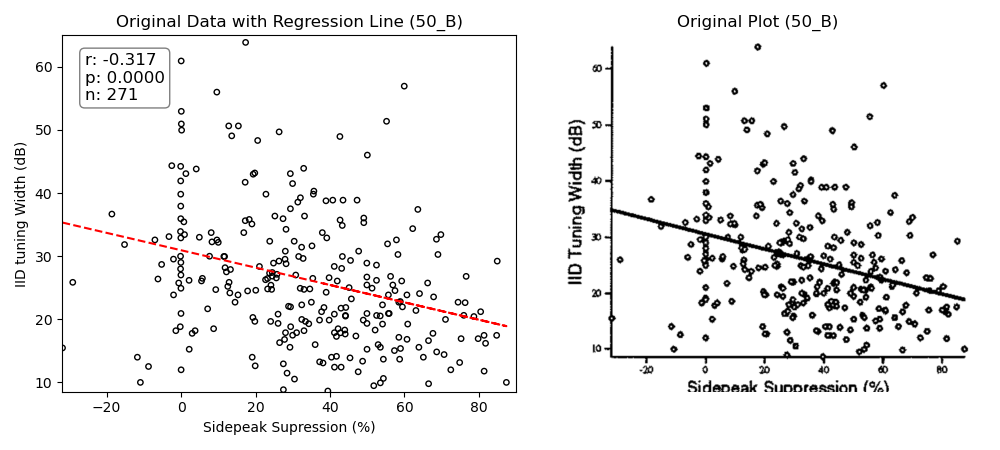 Original Data with Regression Line (50_B)
r: -0.317
p: 0.0000
n: 271
60
50
40
30
20
10
IID tuning Width (dB)
−20 0 20 40 60 80
Sidepeak Supression (%)
Original Plot (50_B)
60
50
40
30
20
10
IID Tuning Width (dB)
-20 0 20 40 60 80
Sidepeak Suppression (%)